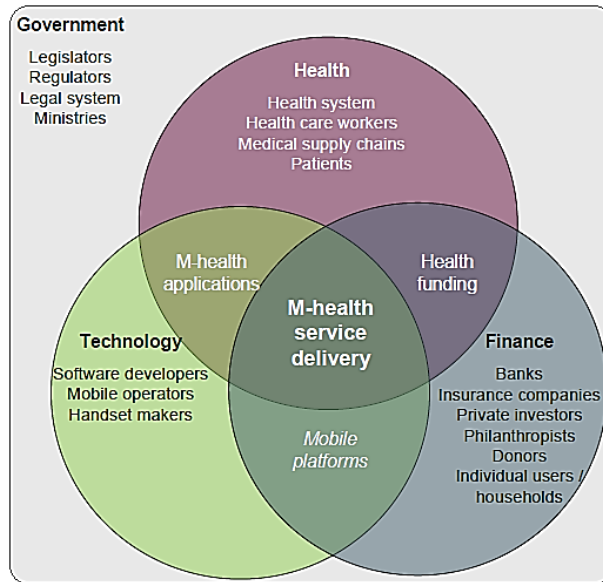 Government
Legislators
Regulators
Legal system
Ministries
Health
Health system
Health care workers
Medical supply chains
Patients
M-health
applications
Health
funding
M-health
service
delivery
Technology
Software developers
Mobile operators
Handset makers
Finance
Banks
Insurance companies
Private investors
Philanthropists
Donors
Individual users /
households
Mobile
platforms